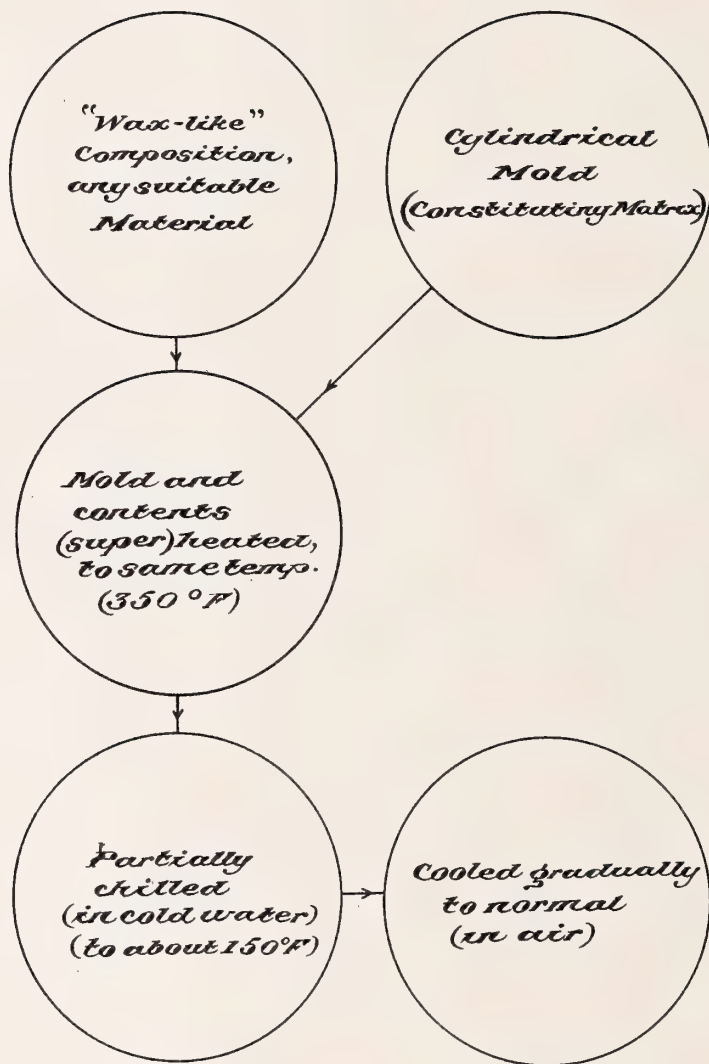 "Wax-like"
Composition,
any suitable
Material
Cylindrical
Mold
(Constituting Matrix)
Mold and
contents
(super)heated,
to same temp.
(350 °F)
Partially
chilled
(in cold water)
(to about 150°F)
Cooled gradually
to normal
(in air)